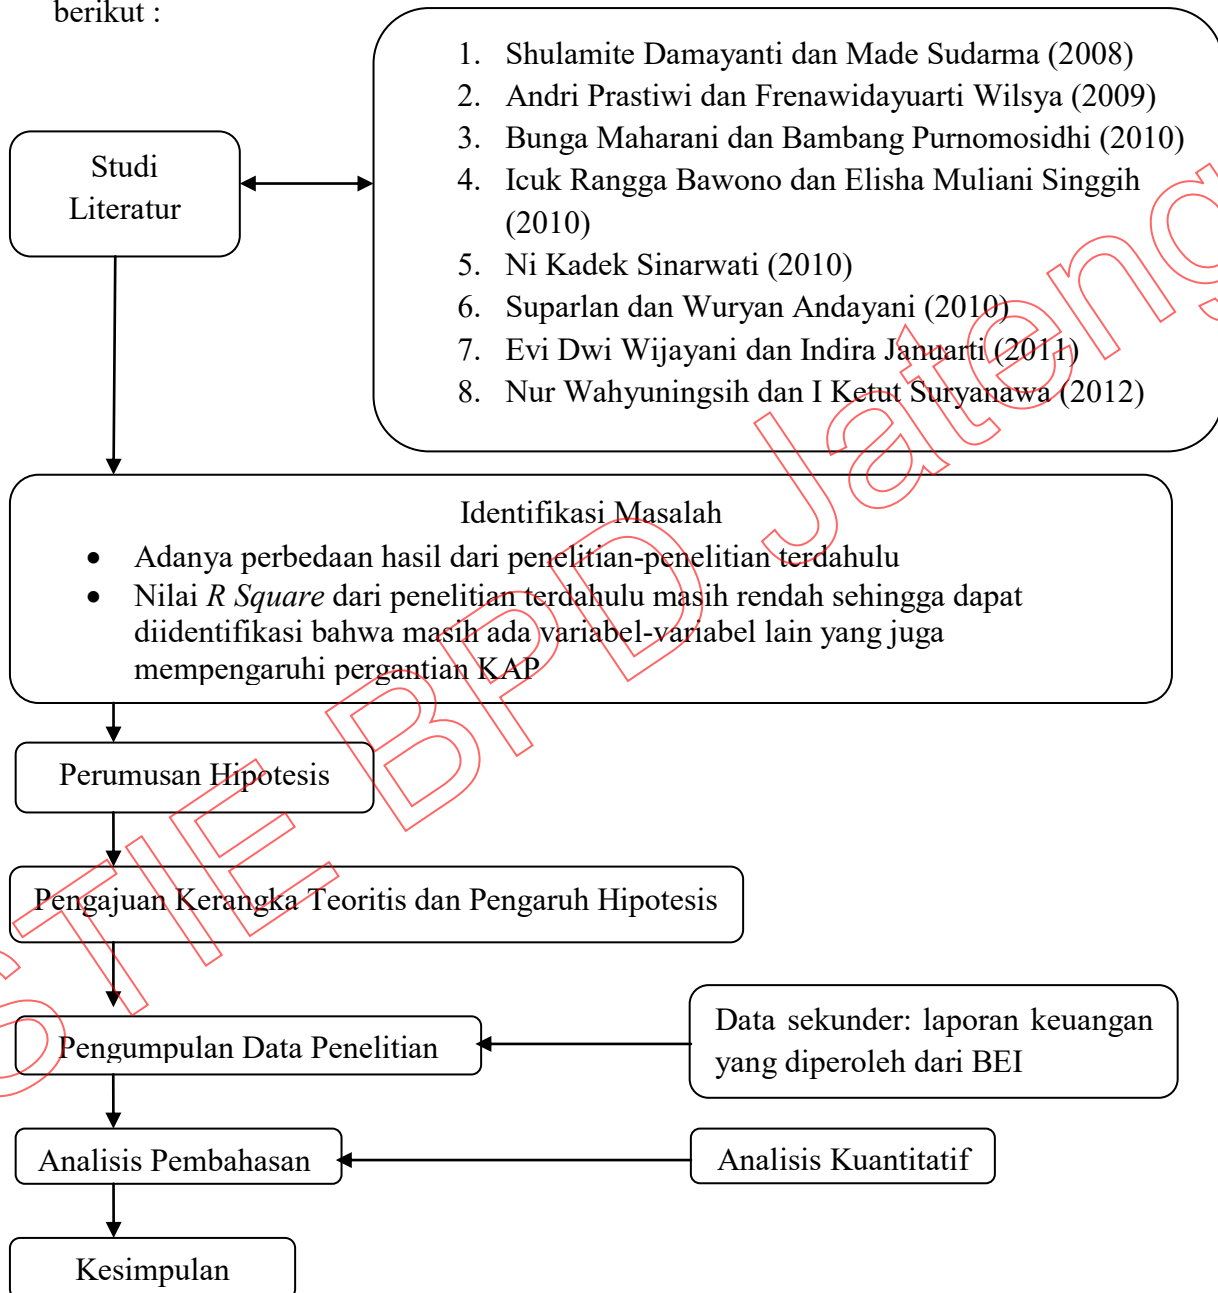 berikut :
1. Shulamite Damayanti dan Made Sudarma (2008)
2. Andri Prastiwi dan Frenawidayuarti Wilsya (2009)
3. Bunga Maharani dan Bambang Purnomosidhi (2010)
4. Icuk Rangga Bawono dan Elisha Muliani Singgih
(2010)
5. Ni Kadek Sinarwati (2010)
6. Suparlan dan Wuryan Andayani (2010)
7. Evi Dwi Wijayani dan Indira Januarti (2011)
8. Nur Wahyuningsih dan I Ketut Suryanawa (2012)
Studi
Literatur
Identifikasi Masalah
• Adanya perbedaan hasil dari penelitian-penelitian terdahulu
• Nilai R Square dari penelitian terdahulu masih rendah sehingga dapat
diidentifikasi bahwa masih ada variabel-variabel lain yang juga
mempengaruhi pergantian KAP
Perumusan Hipotesis
Pengajuan Kerangka Teoritis dan Pengaruh Hipotesis
Pengumpulan Data Penelitian
Data sekunder: laporan keuangan
yang diperoleh dari BEI
Analisis Pembahasan
Analisis Kuantitatif
Kesimpulan
STIE BPD Jateng